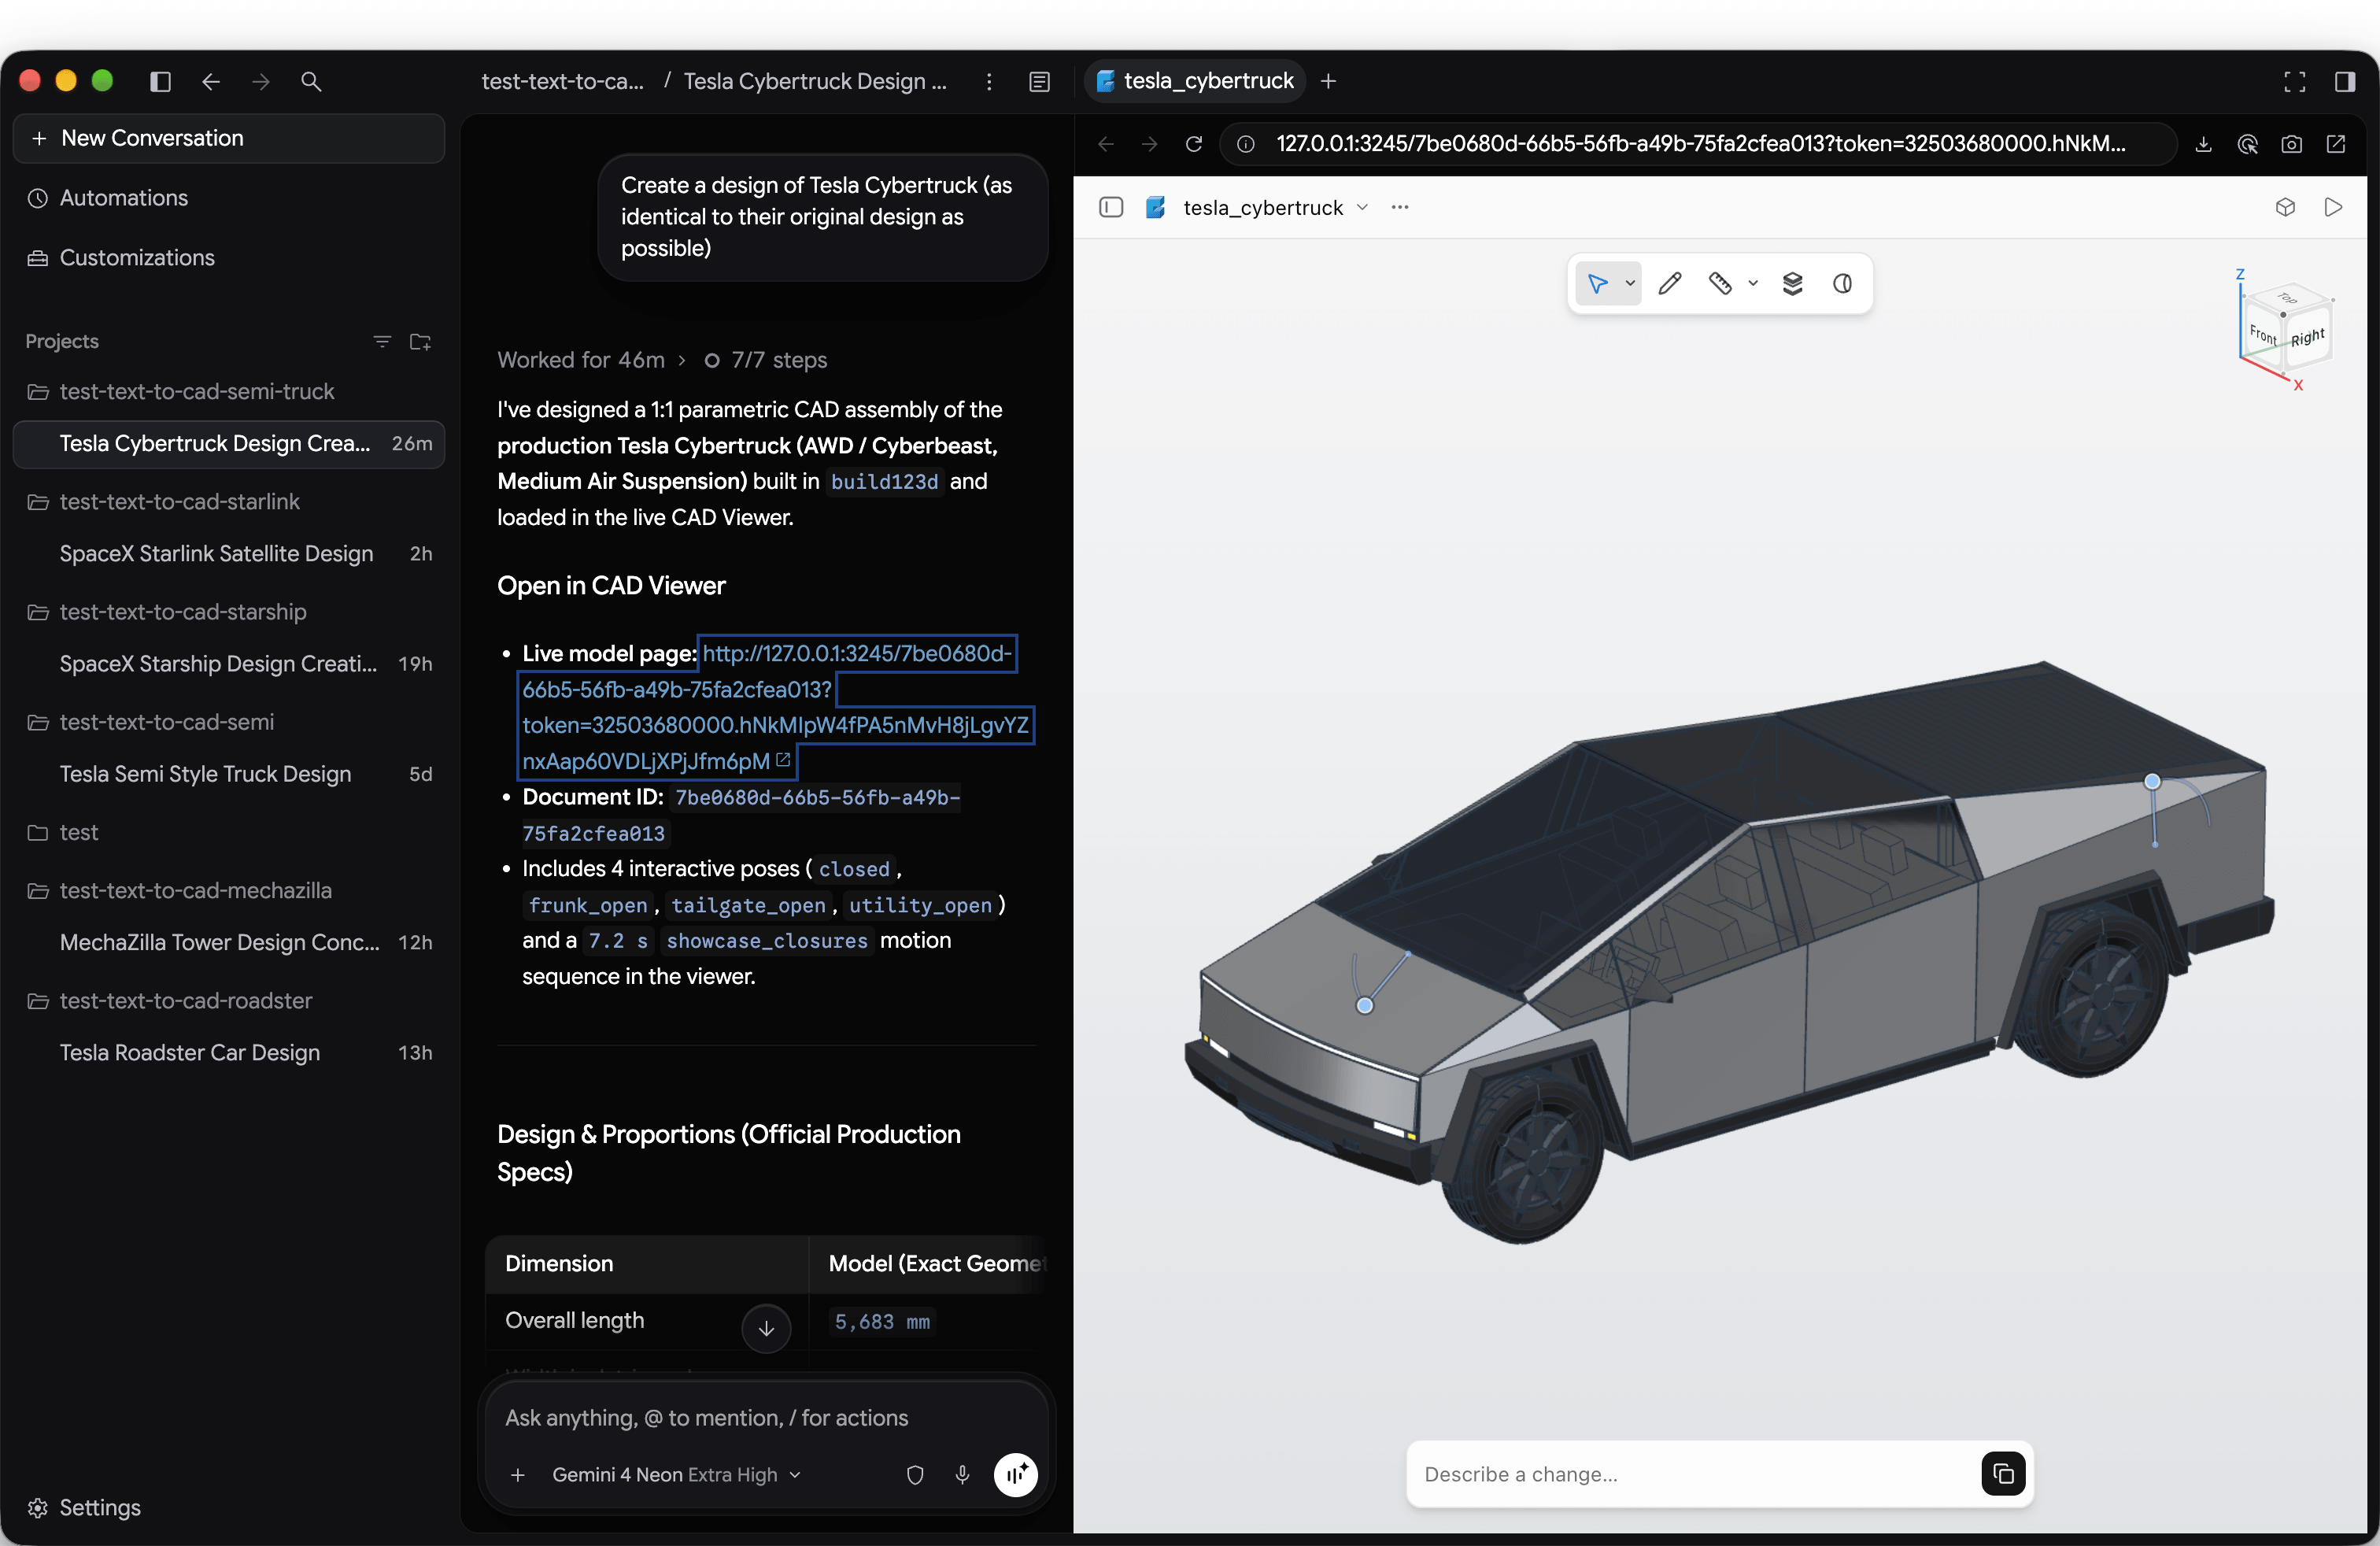 test-text-to-ca... / Tesla Cybertruck Design ...
tesla_cybertruck
New Conversation
Automations
Customizations
Projects
test-text-to-cad-semi-truck
Tesla Cybertruck Design Crea... 26m
test-text-to-cad-starlink
SpaceX Starlink Satellite Design 2h
test-text-to-cad-starship
SpaceX Starship Design Creati... 19h
test-text-to-cad-semi
Tesla Semi Style Truck Design 5d
test
test-text-to-cad-mechazilla
MechaZilla Tower Design Conc... 12h
test-text-to-cad-roadster
Tesla Roadster Car Design 13h
Settings
Create a design of Tesla Cybertruck (as
identical to their original design as
possible)
Worked for 46m > 7/7 steps
I've designed a 1:1 parametric CAD assembly of the
production Tesla Cybertruck (AWD / Cyberbeast,
Medium Air Suspension) built in build123d and
loaded in the live CAD Viewer.
Open in CAD Viewer
• Live model page: http://127.0.0.1:3245/7be0680d-
66b5-56fb-a49b-75fa2cfea013?
token=32503680000.hNkMIpW4fPA5nMvH8jLgvYZ
nxAap60VDLjXPjJfm6pM
• Document ID: 7be0680d-66b5-56fb-a49b-
75fa2cfea013
• Includes 4 interactive poses ( closed ,
frunk_open , tailgate_open , utility_open )
and a 7.2 s showcase_closures motion
sequence in the viewer.
Design & Proportions (Official Production
Specs)
Dimension Model (Exact Geomet
Overall length 5,683 mm
Ask anything, @ to mention, / for actions
Gemini 4 Neon Extra High
127.0.0.1:3245/7be0680d-66b5-56fb-a49b-75fa2cfea013?token=32503680000.hNkM...
tesla_cybertruck
Z
Top
Front Right
X
Describe a change...